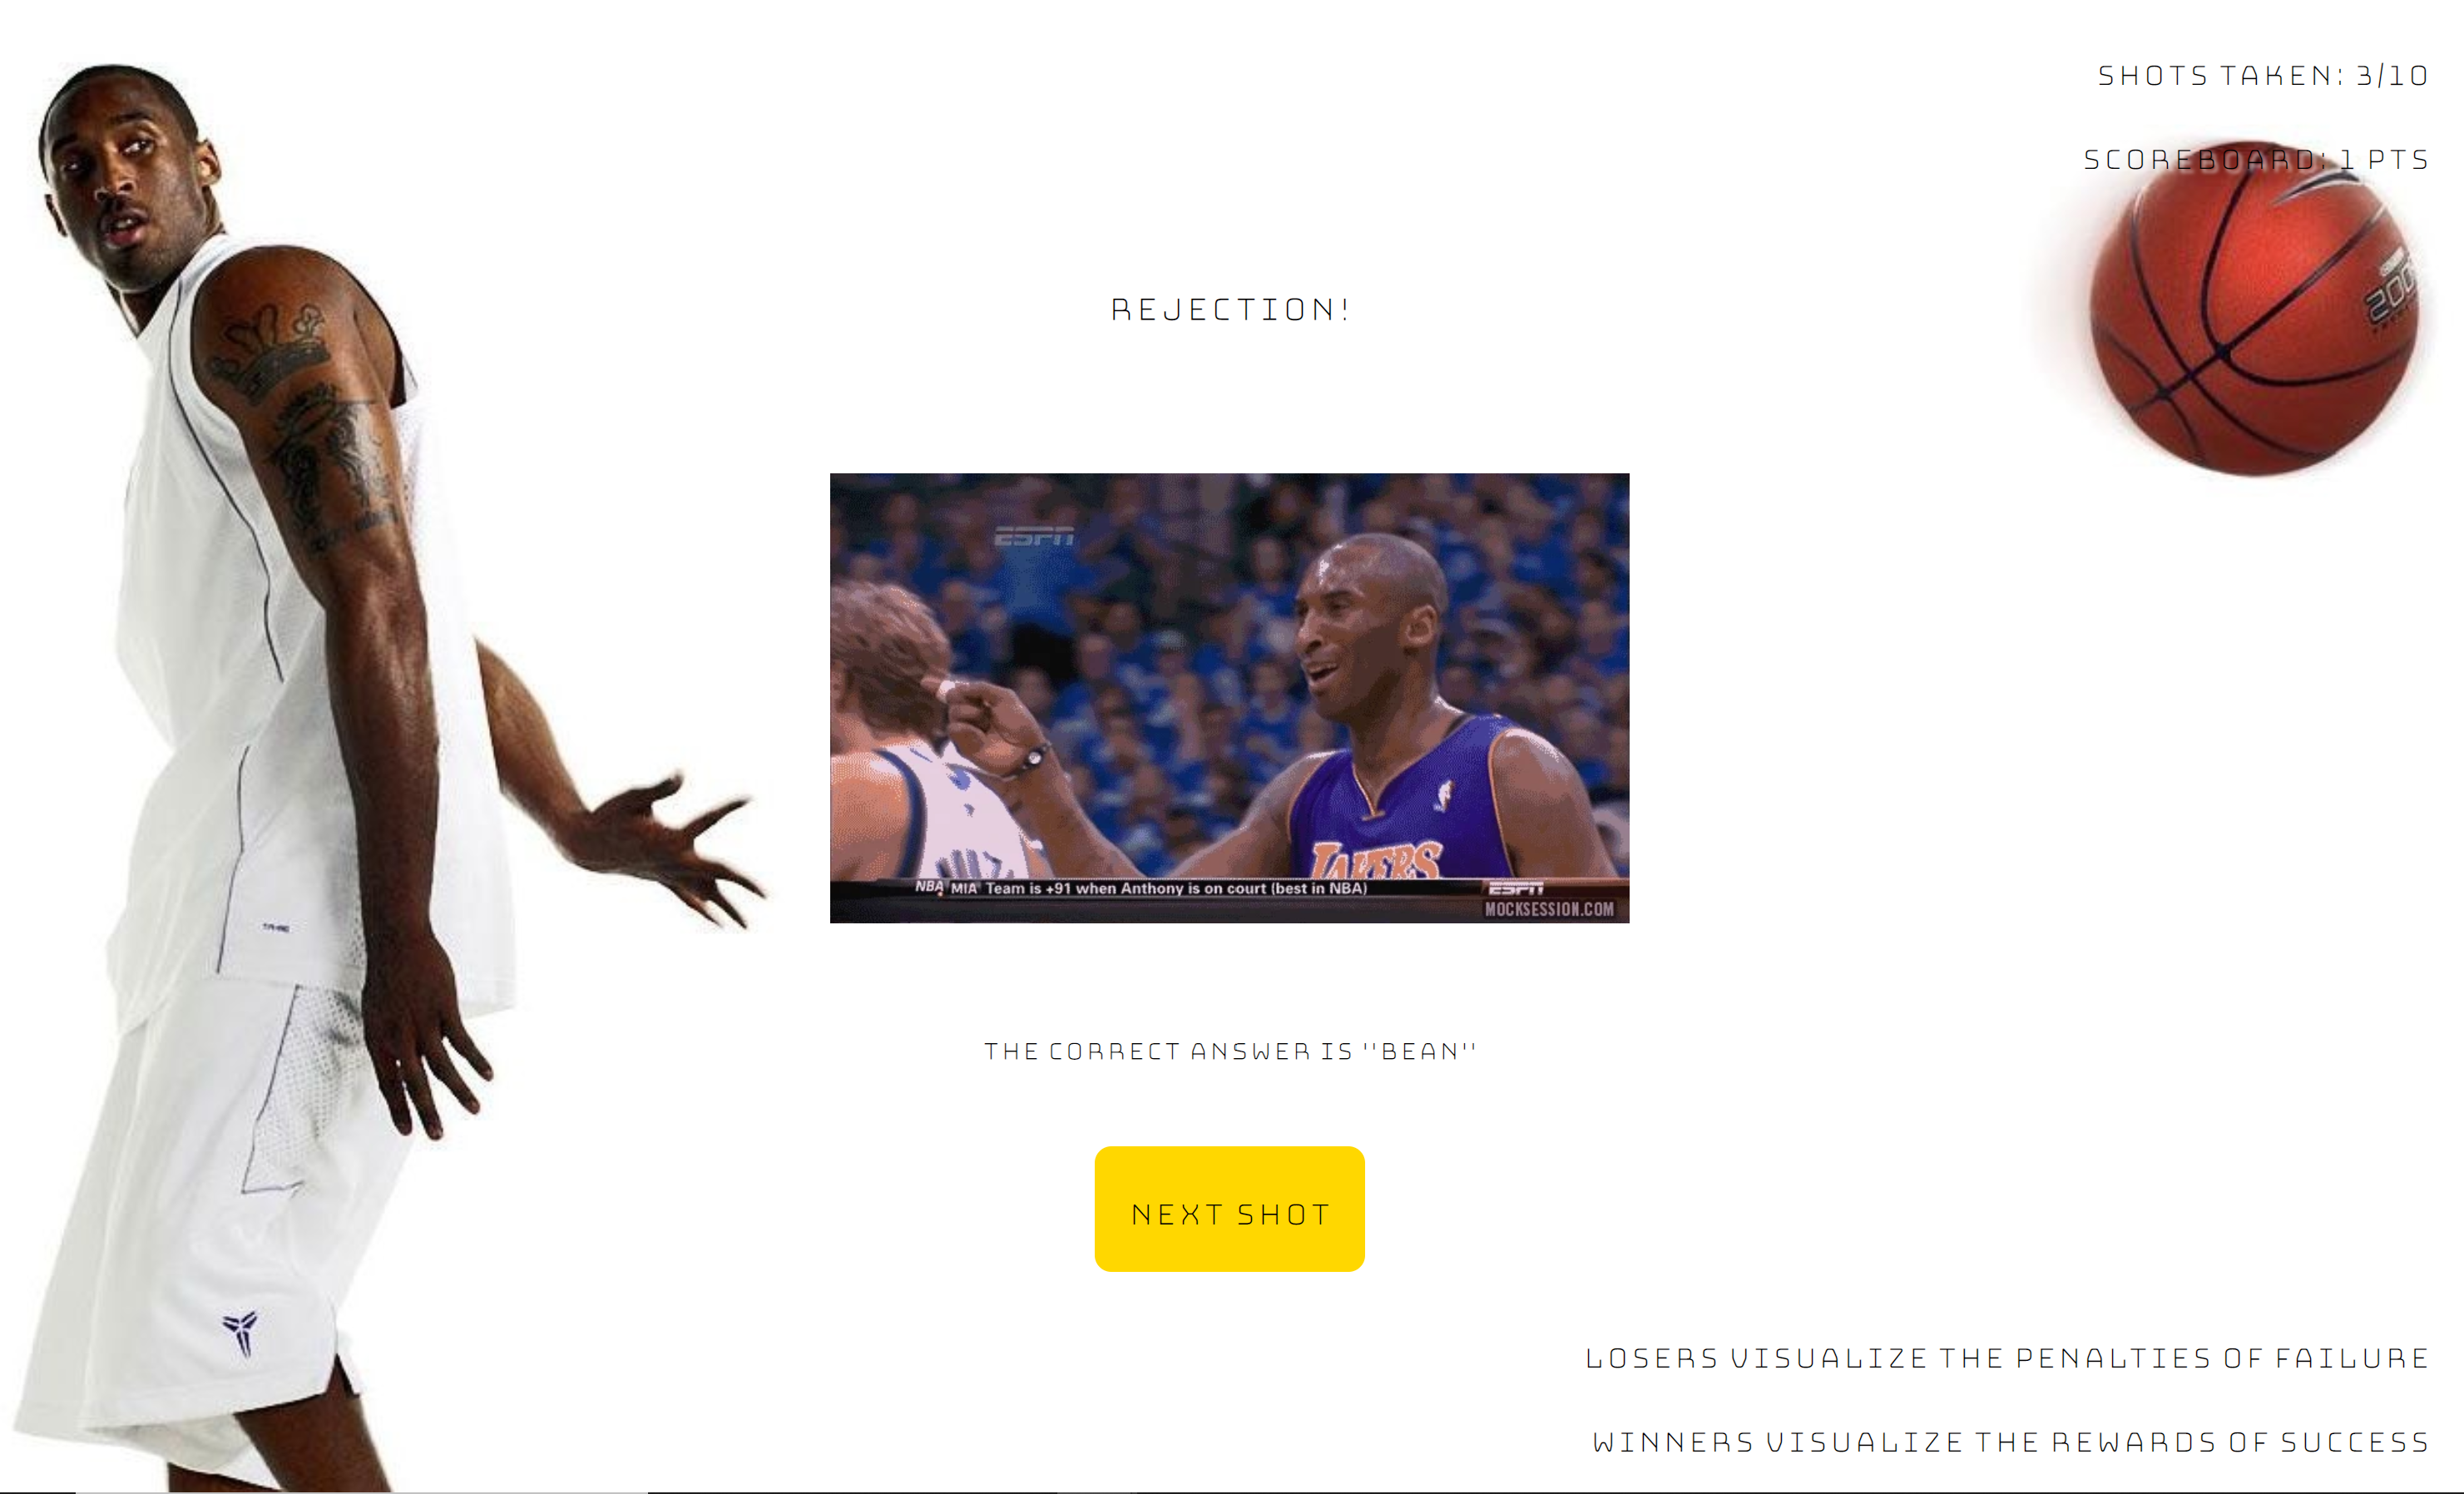 SHOTS TAKEN: 3/10
SCOREBOARD: 1 PTS
REJECTION!
ESPN
LAKERS
NBA MIA Team is +91 when Anthony is on court (best in NBA)
ESPN
MOCKSESSION.COM
THE CORRECT ANSWER IS "BEAN"
NEXT SHOT
LOSERS VISUALIZE THE PENALTIES OF FAILURE
WINNERS VISUALIZE THE REWARDS OF SUCCESS